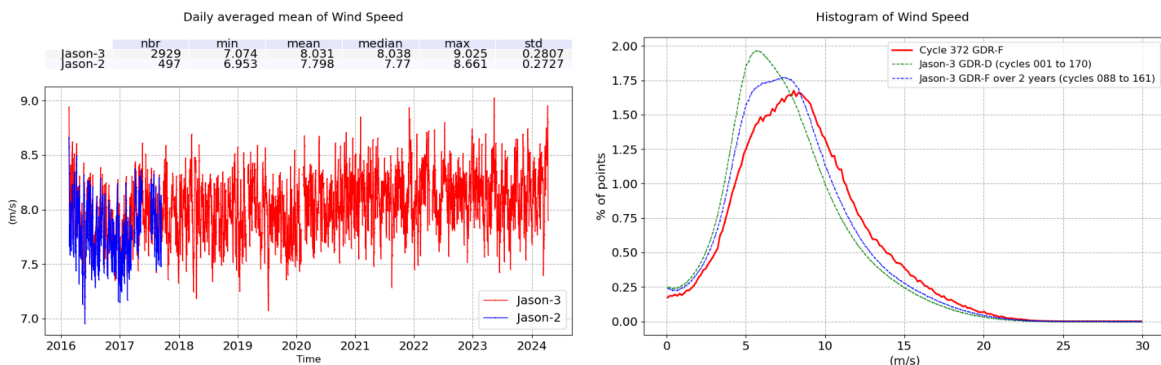 Daily averaged mean of Wind Speed
nbr min mean median max std
Jason-3 2929 7.074 8.031 8.038 9.025 0.2807
Jason-2 497 6.953 7.798 7.77 8.661 0.2727
9.0
8.5
8.0
7.5
7.0
(m/s)
Jason-3
Jason-2
2016 2017 2018 2019 2020 2021 2022 2023 2024
Time
Histogram of Wind Speed
2.00
1.75
1.50
1.25
1.00
0.75
0.50
0.25
0.00
% of points
Cycle 372 GDR-F
Jason-3 GDR-D (cycles 001 to 170)
Jason-3 GDR-F over 2 years (cycles 088 to 161)
0 5 10 15 20 25 30
(m/s)